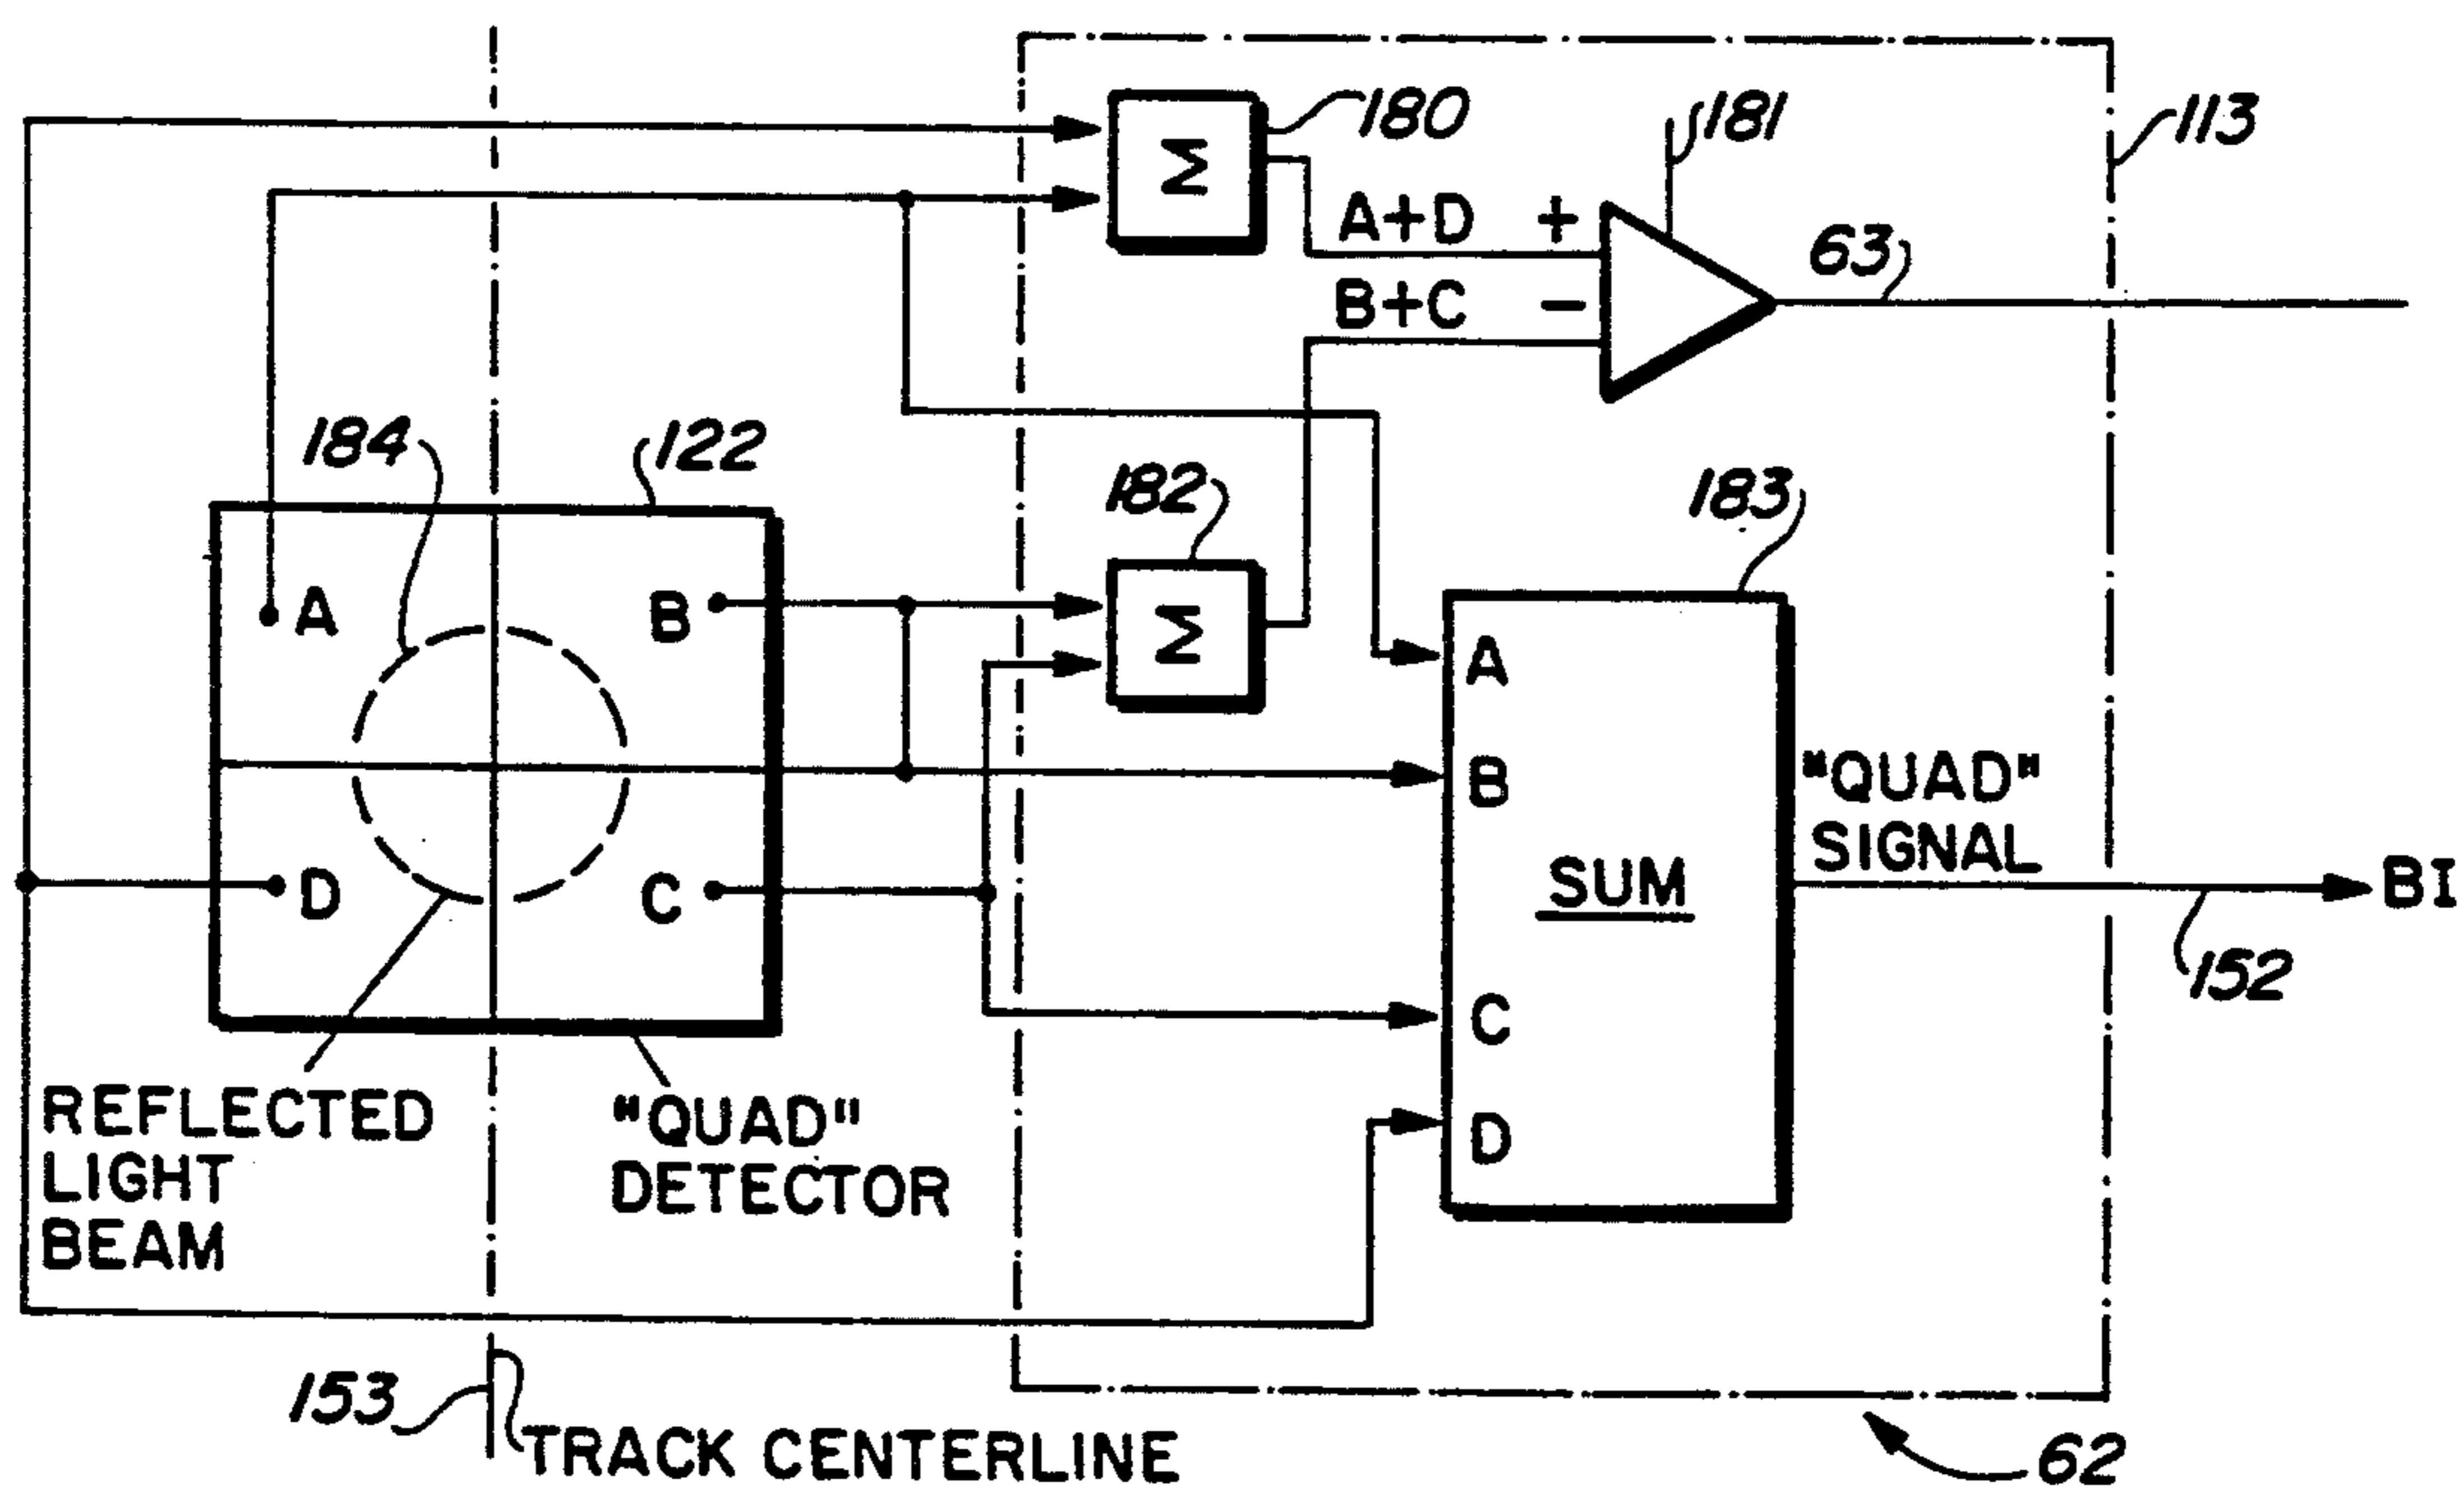 180
181
113
Σ
A+D +
63
B+C −
184
122
182
183
A
B
Σ
A
B
"QUAD"
SIGNAL
SUM
BI
D
C
152
C
D
REFLECTED
LIGHT
BEAM
"QUAD"
DETECTOR
153
TRACK CENTERLINE
62